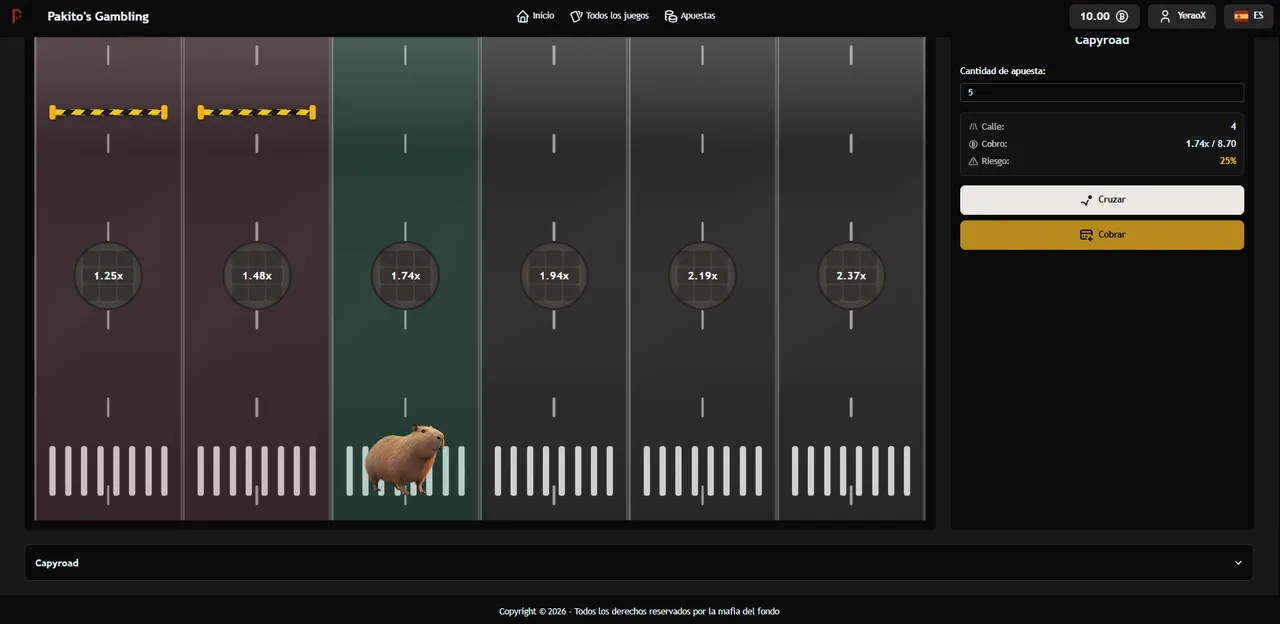 Pakito's Gambling
Inicio
Todos los juegos
Apuestas
10.00
YeraoX
ES
Capyroad
Cantidad de apuesta:
5
Calle: 4
Cobro: 1.74x / 8.70
Riesgo: 25%
Cruzar
Cobrar
1.25x
1.48x
1.74x
1.94x
2.19x
2.37x
Capyroad
Copyright © 2026 - Todos los derechos reservados por la mafia del fondo